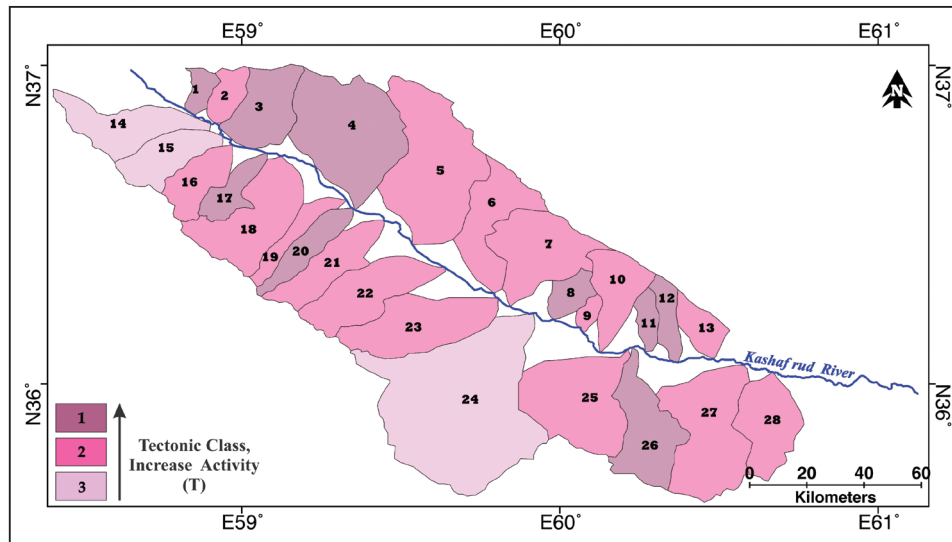 E59° E60° E61°
N37° N37°
N
1 2 3 4
14
15
5
16
17
6
18
7
20
19 21
10
22
8 12
9
11 13
23
Kashaf rud River
N36° N36°
24 25
27
28
26
1
2
3
Tectonic Class,
Increase Activity
(T)
0 20 40 60
Kilometers
E59° E60° E61°